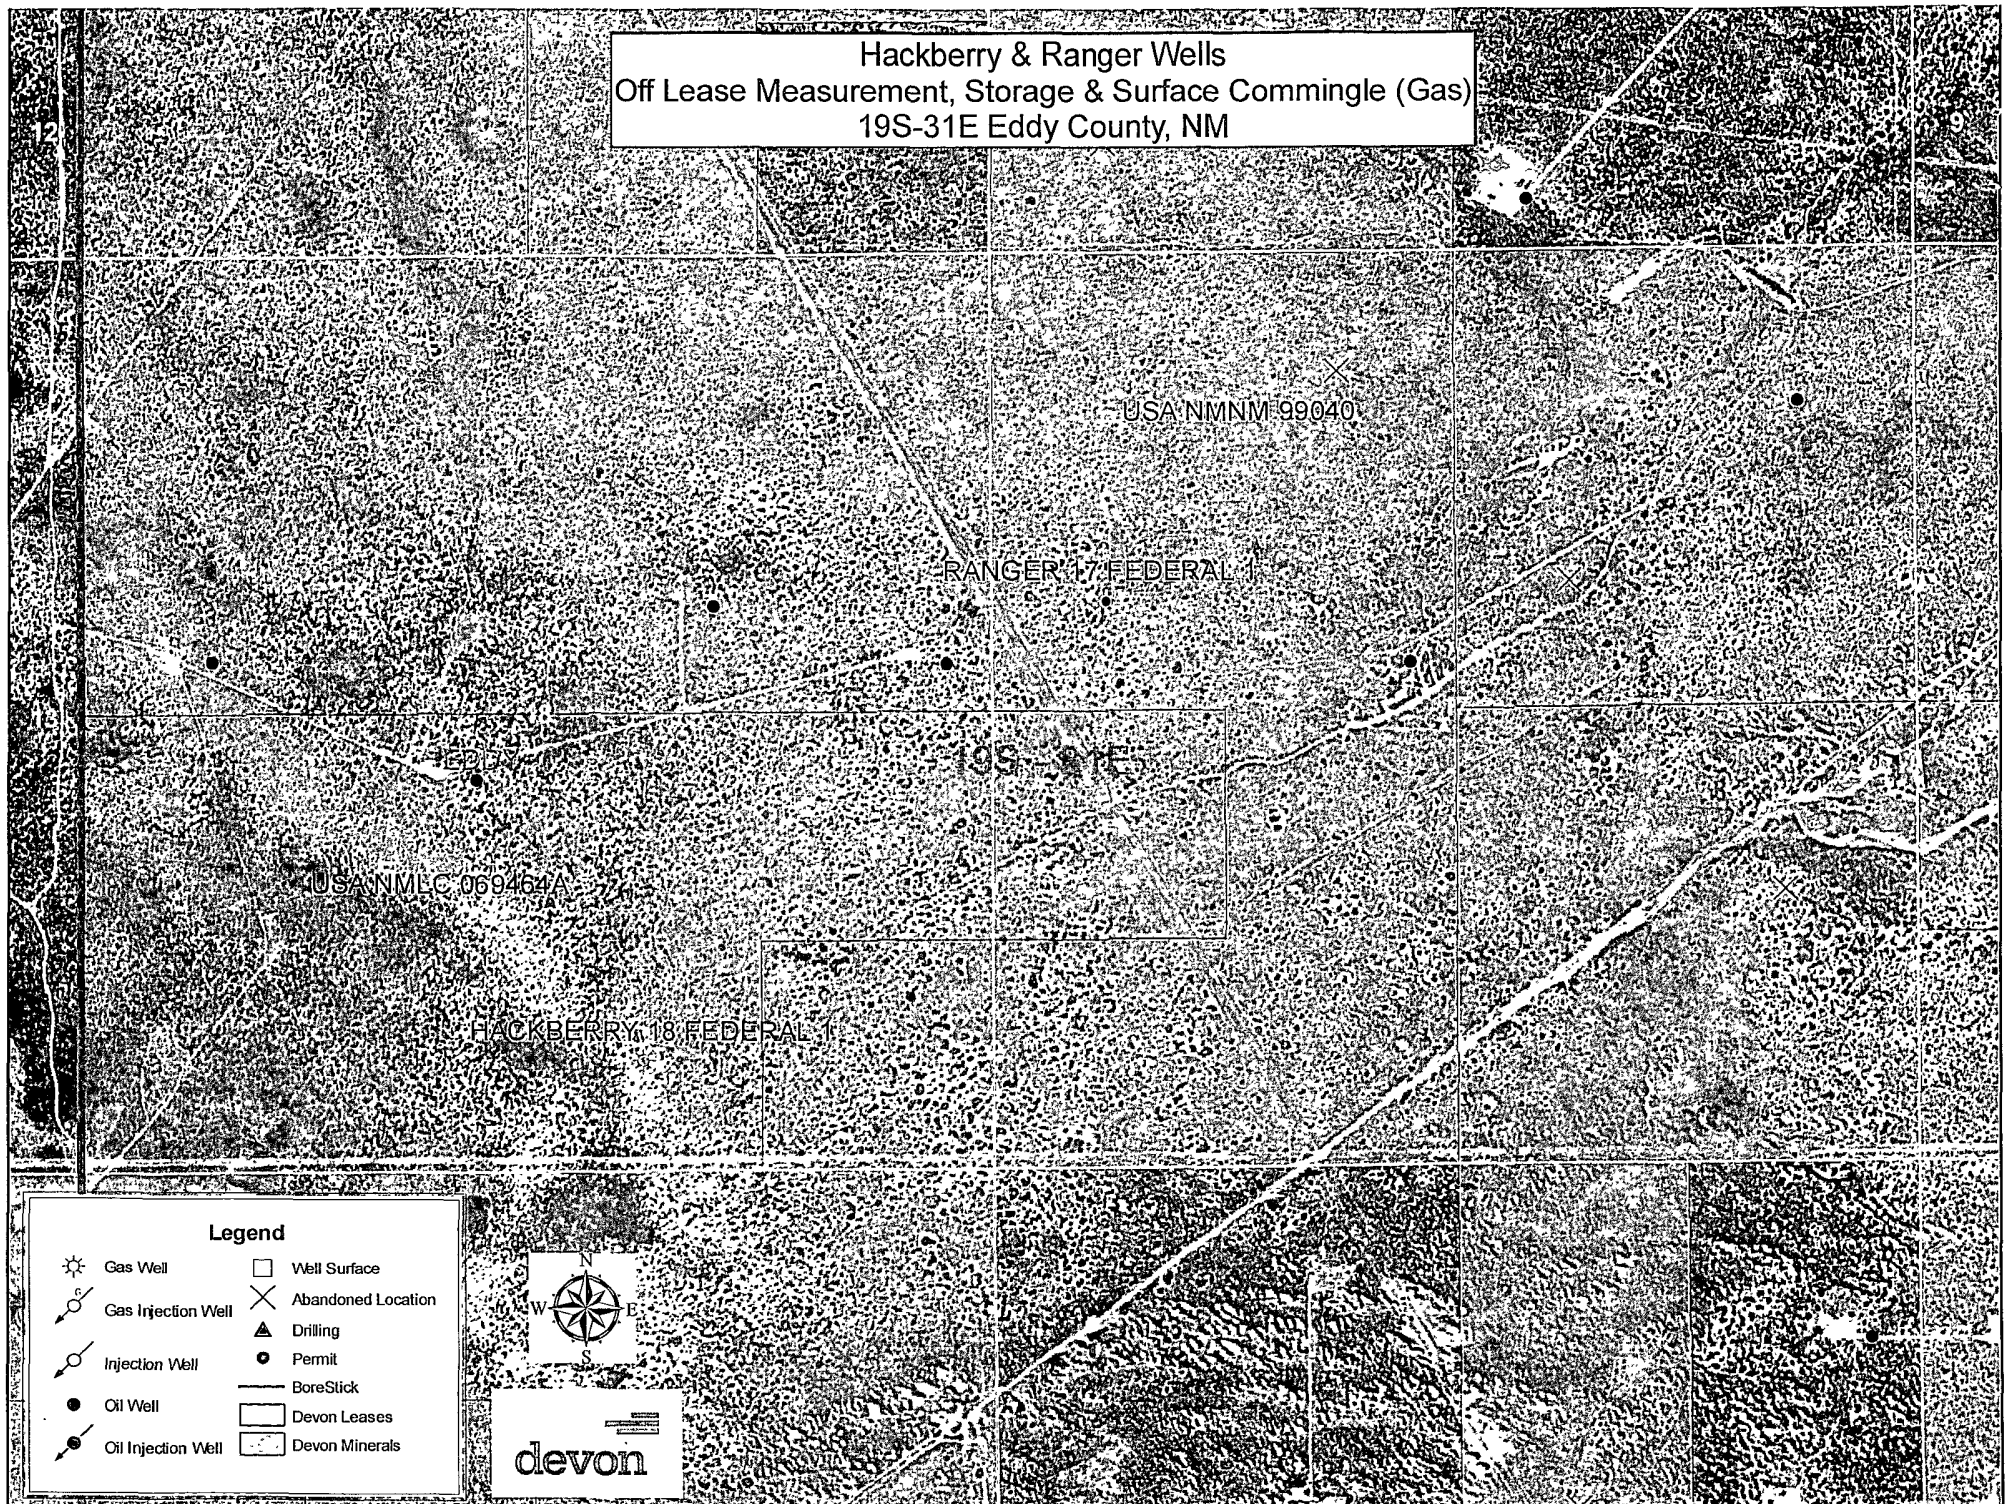 Hackberry & Ranger Wells
Off Lease Measurement, Storage & Surface Commingle (Gas)
19S-31E Eddy County, NM
12
USA NMNM 99040
RANGER 17 FEDERAL 1
19S - 31E
USA NMLC 069464A
HACKBERRY 18 FEDERAL 1
Legend
Gas Well
Gas Injection Well
Injection Well
Oil Well
Oil Injection Well
Well Surface
Abandoned Location
Drilling
Permit
BoreStick
Devon Leases
Devon Minerals
G
N
W E
S
devon